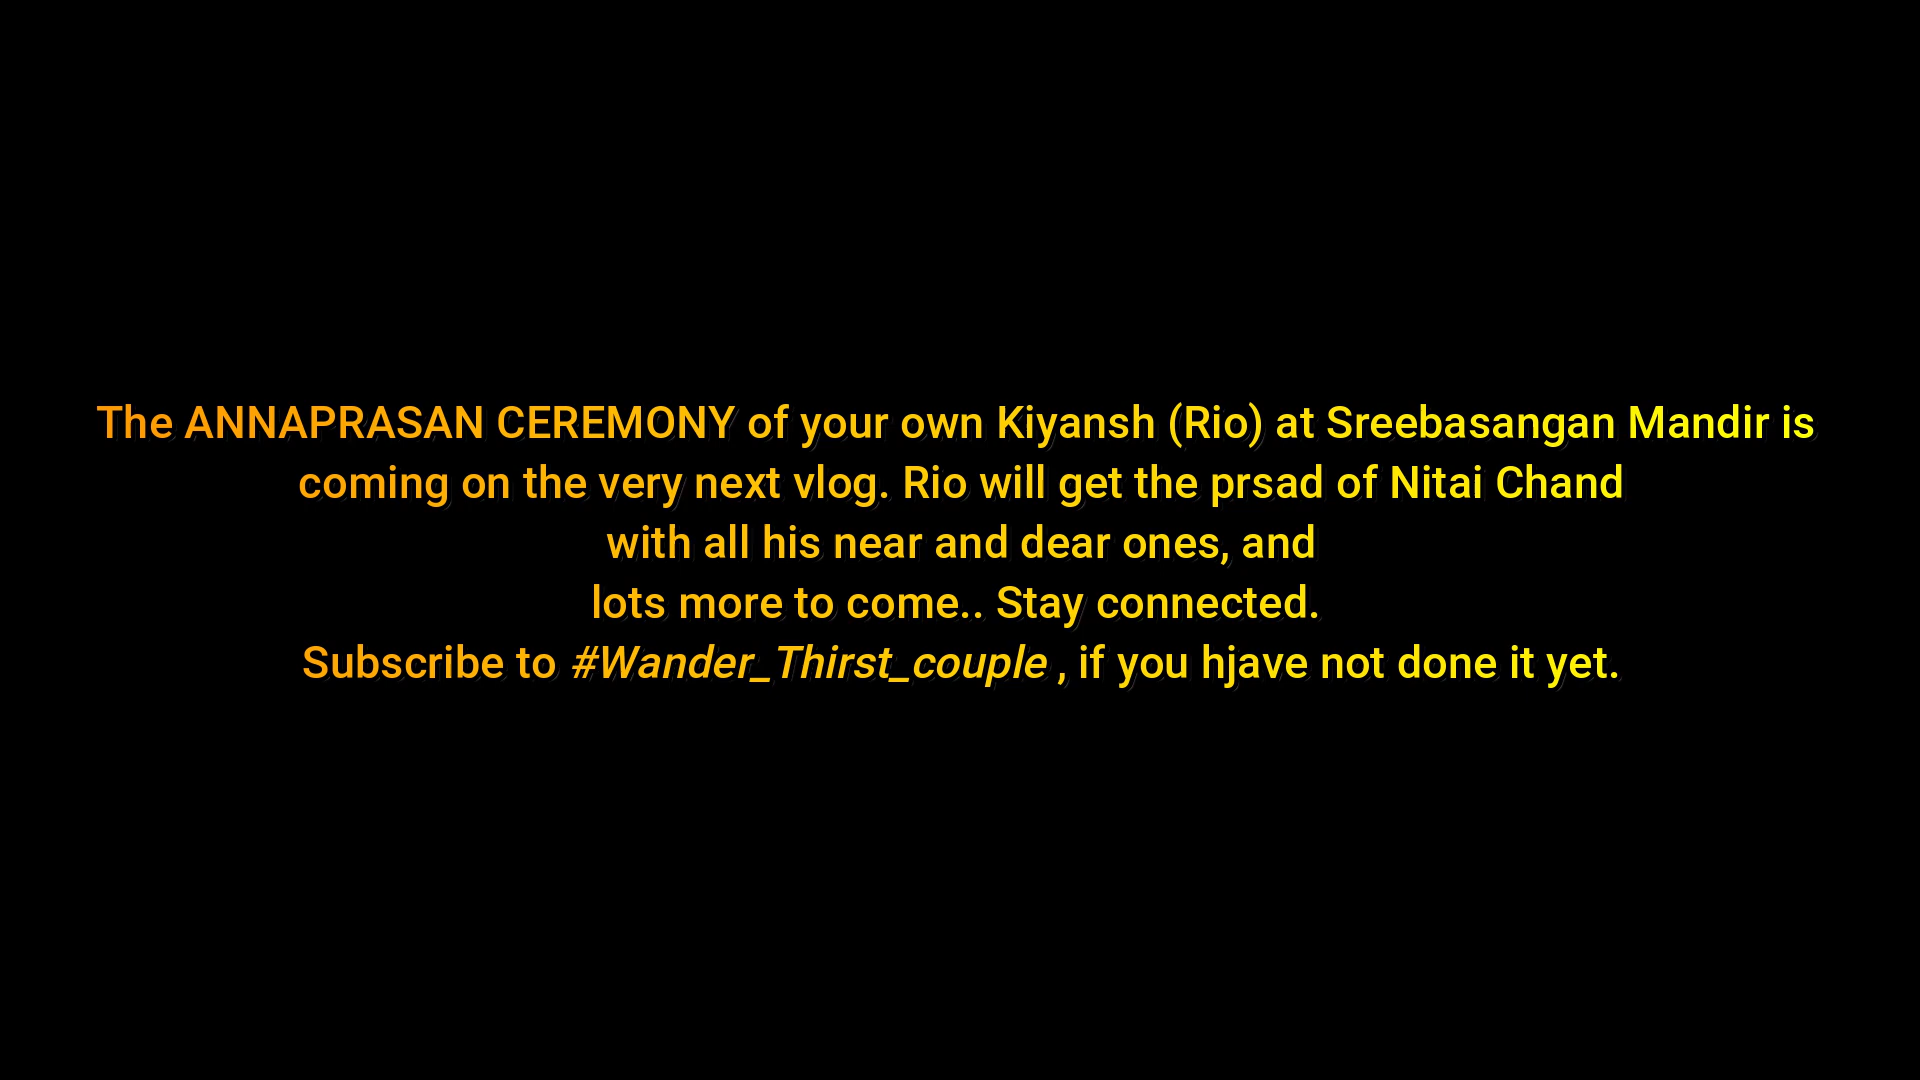 The ANNAPRASAN CEREMONY of your own Kiyansh (Rio) at Sreebasangan Mandir is
coming on the very next vlog. Rio will get the prsad of Nitai Chand
with all his near and dear ones, and
lots more to come.. Stay connected.
Subscribe to #Wander_Thirst_couple , if you hjave not done it yet.